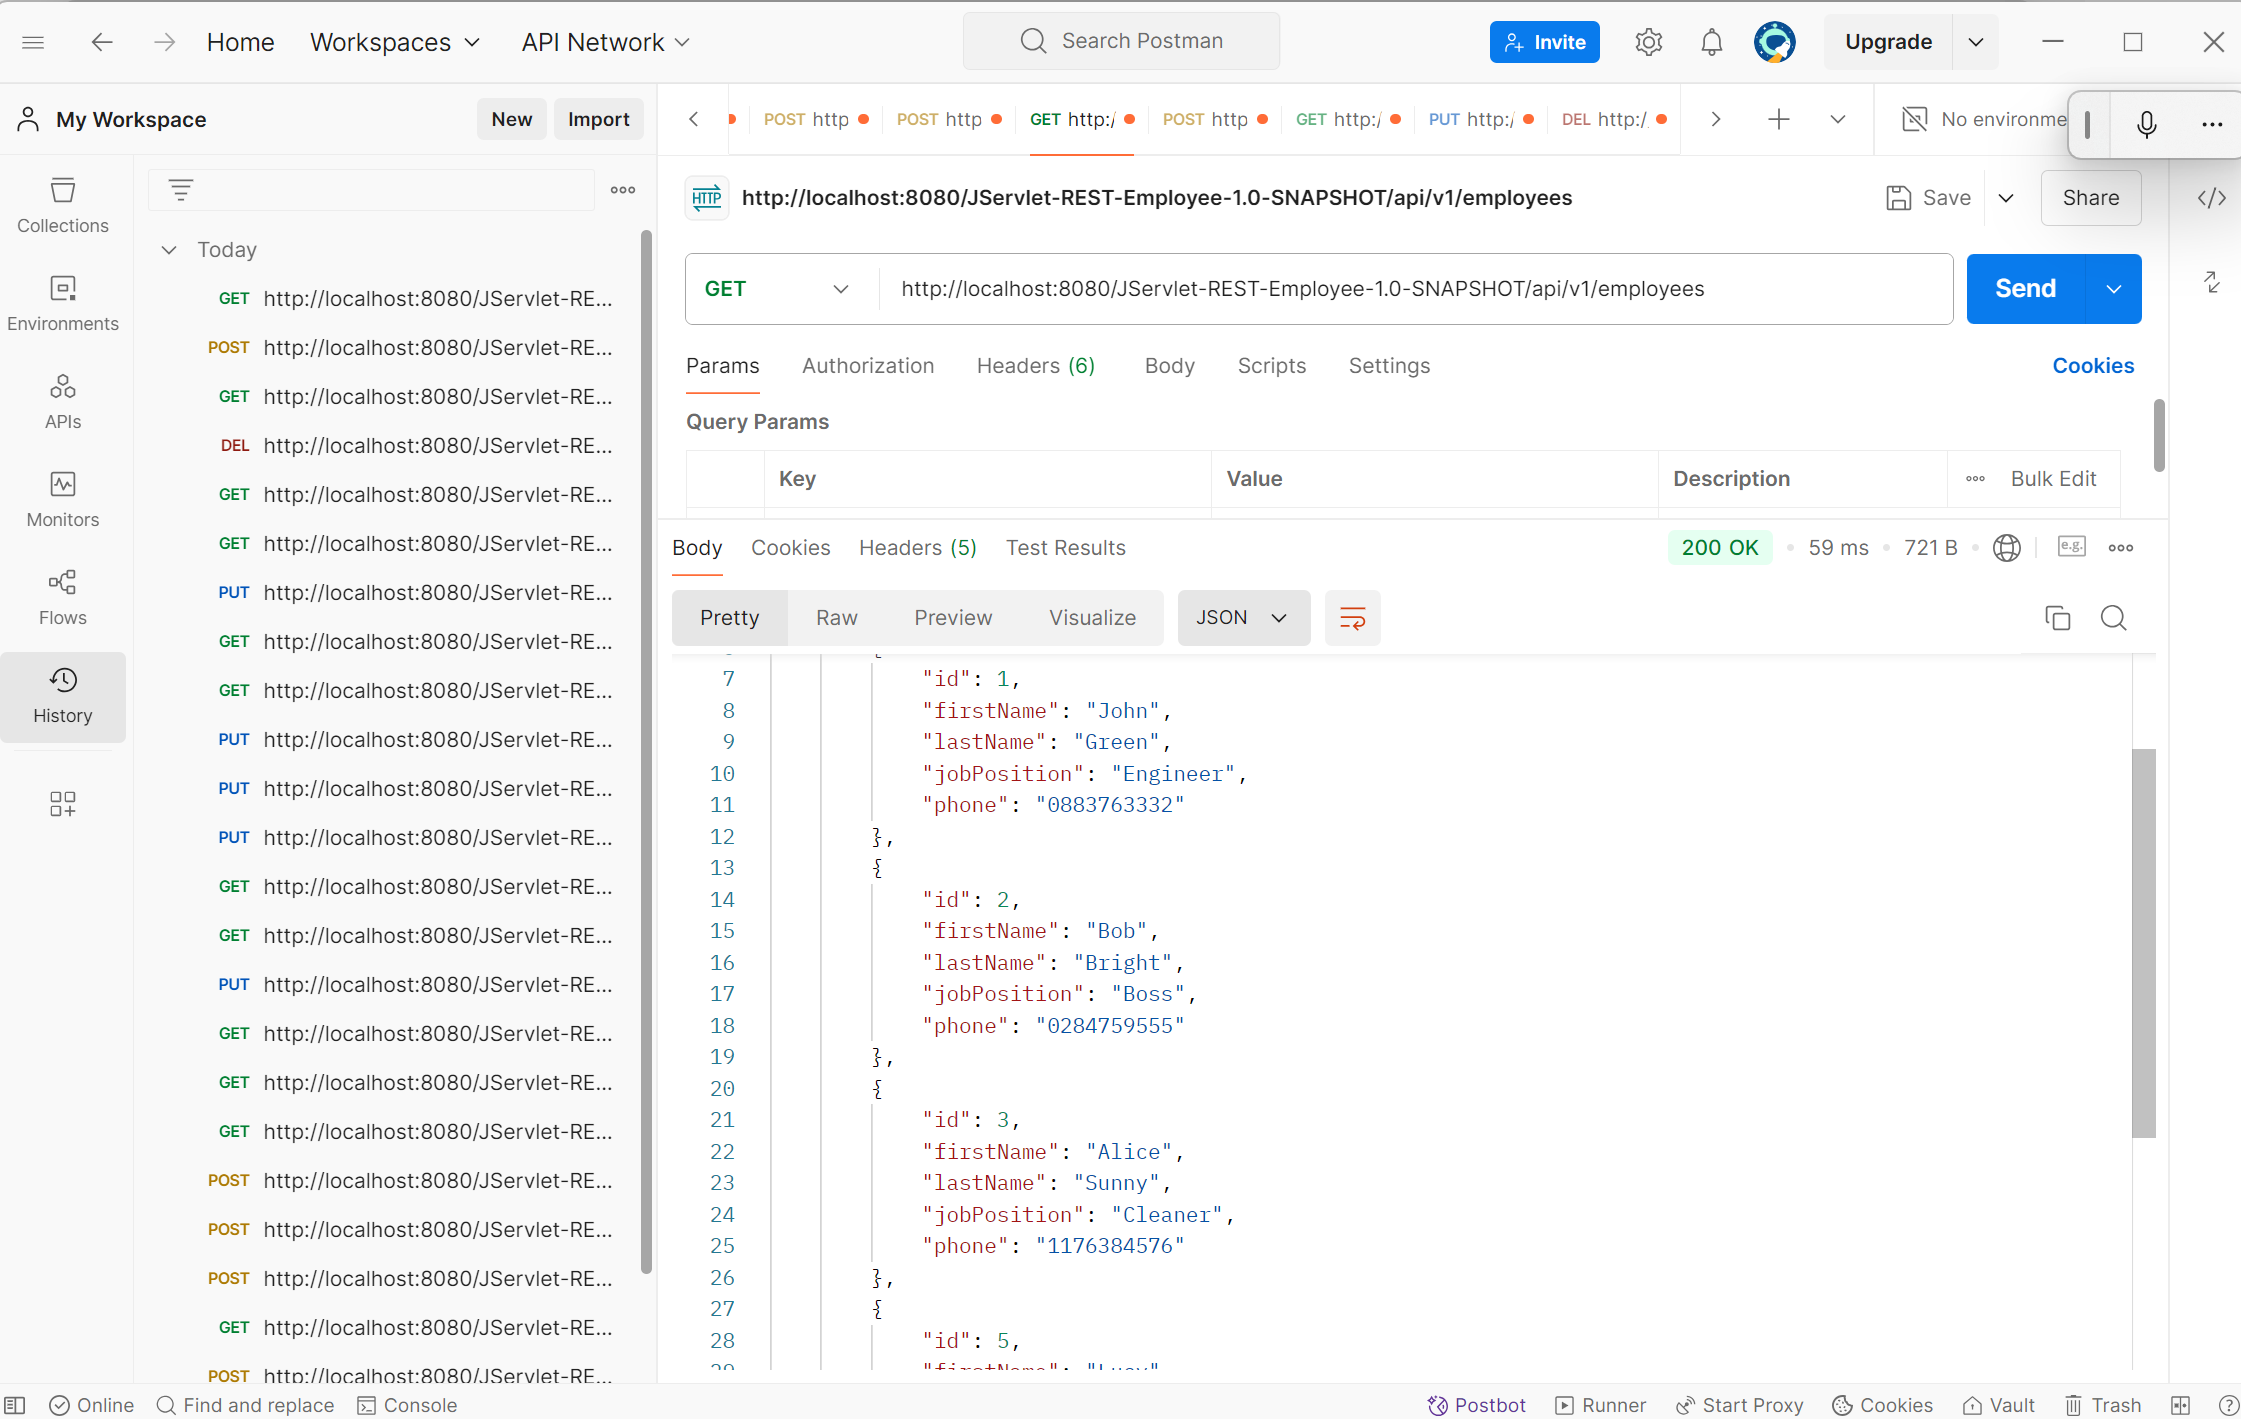 Home
Workspaces
API Network
Search Postman
Invite
Upgrade
My Workspace
New
Import
POST http
POST http
GET http:/
POST http
GET http:/
PUT http:/
DEL http:/
No environme
Collections
Environments
APIs
Monitors
Flows
History
Today
GET http://localhost:8080/JServlet-RE...
POST http://localhost:8080/JServlet-RE...
GET http://localhost:8080/JServlet-RE...
DEL http://localhost:8080/JServlet-RE...
GET http://localhost:8080/JServlet-RE...
GET http://localhost:8080/JServlet-RE...
PUT http://localhost:8080/JServlet-RE...
GET http://localhost:8080/JServlet-RE...
GET http://localhost:8080/JServlet-RE...
PUT http://localhost:8080/JServlet-RE...
PUT http://localhost:8080/JServlet-RE...
PUT http://localhost:8080/JServlet-RE...
GET http://localhost:8080/JServlet-RE...
GET http://localhost:8080/JServlet-RE...
PUT http://localhost:8080/JServlet-RE...
GET http://localhost:8080/JServlet-RE...
GET http://localhost:8080/JServlet-RE...
GET http://localhost:8080/JServlet-RE...
POST http://localhost:8080/JServlet-RE...
POST http://localhost:8080/JServlet-RE...
POST http://localhost:8080/JServlet-RE...
GET http://localhost:8080/JServlet-RE...
POST http://localhost:8080/JServlet-RE...
HTTP http://localhost:8080/JServlet-REST-Employee-1.0-SNAPSHOT/api/v1/employees
Save
Share
GET http://localhost:8080/JServlet-REST-Employee-1.0-SNAPSHOT/api/v1/employees
Send
Params Authorization Headers (6) Body Scripts Settings
Cookies
Query Params
Key Value Description Bulk Edit
Body Cookies Headers (5) Test Results
200 OK 59 ms 721 B e.g.
Pretty Raw Preview Visualize JSON
7 "id": 1,
8 "firstName": "John",
9 "lastName": "Green",
10 "jobPosition": "Engineer",
11 "phone": "0883763332"
12 },
13 {
14 "id": 2,
15 "firstName": "Bob",
16 "lastName": "Bright",
17 "jobPosition": "Boss",
18 "phone": "0284759555"
19 },
20 {
21 "id": 3,
22 "firstName": "Alice",
23 "lastName": "Sunny",
24 "jobPosition": "Cleaner",
25 "phone": "1176384576"
26 },
27 {
28 "id": 5,
Online
Find and replace
Console
Postbot
Runner
Start Proxy
Cookies
Vault
Trash